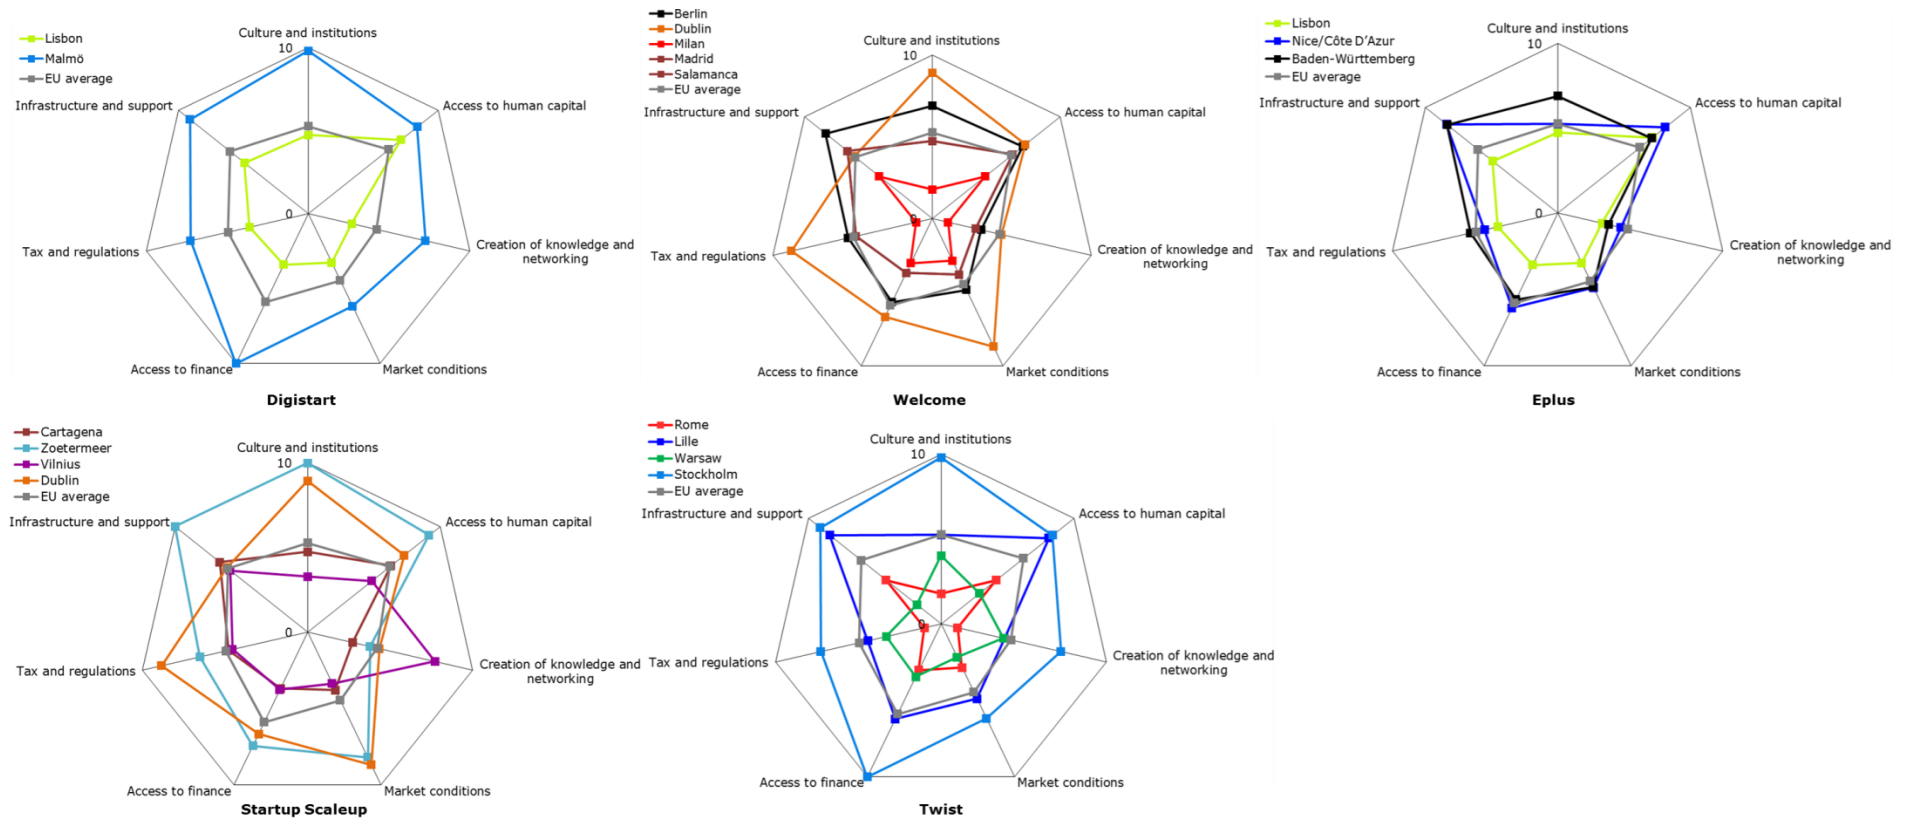 Lisbon
Malmö
EU average
Culture and institutions
10
Infrastructure and support
Access to human capital
0
Tax and regulations
Creation of knowledge and
networking
Access to finance
Market conditions
Digistart
Berlin
Dublin
Milan
Madrid
Salamanca
EU average
Culture and institutions
10
Infrastructure and support
Access to human capital
0
Tax and regulations
Creation of knowledge and
networking
Access to finance
Market conditions
Welcome
Lisbon
Nice/Côte D'Azur
Baden-Württemberg
EU average
Culture and institutions
10
Infrastructure and support
Access to human capital
0
Tax and regulations
Creation of knowledge and
networking
Access to finance
Market conditions
Eplus
Cartagena
Zoetermeer
Vilnius
Dublin
EU average
Culture and institutions
10
Infrastructure and support
Access to human capital
0
Tax and regulations
Creation of knowledge and
networking
Access to finance
Market conditions
Startup Scaleup
Rome
Lille
Warsaw
Stockholm
EU average
Culture and institutions
10
Infrastructure and support
Access to human capital
0
Tax and regulations
Creation of knowledge and
networking
Access to finance
Market conditions
Twist